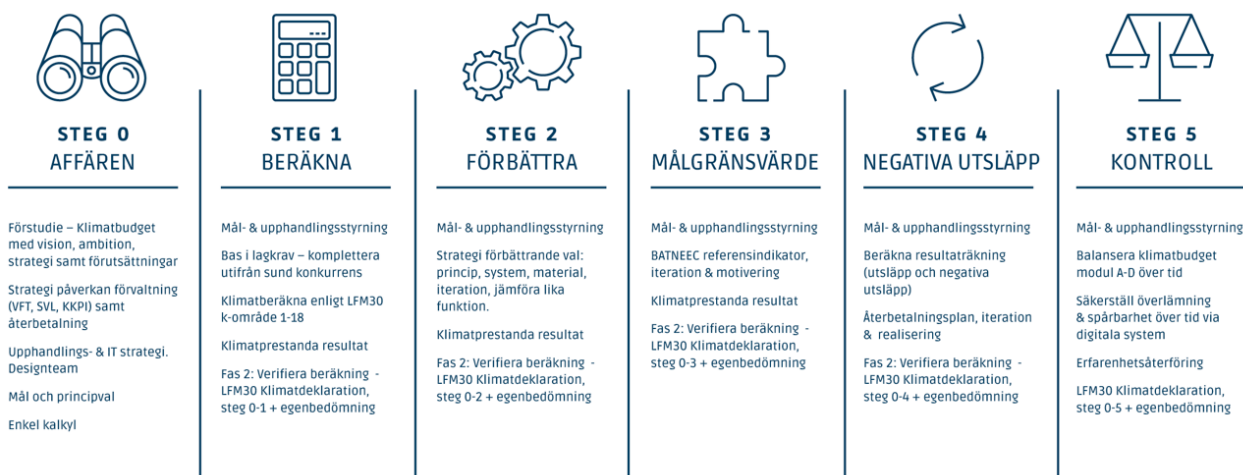 STEG 0
AFFÄREN
Förstudie – Klimatbudget
med vision, ambition,
strategi samt förutsättningar
Strategi påverkan förvaltning
(VFT, SVL, KKPI) samt
återbetalning
Upphandlings- & IT strategi.
Designteam
Mål och principval
Enkel kalkyl
STEG 1
BERÄKNA
Mål- & upphandlingsstyrning
Bas i lagkrav – komplettera
utifrån sund konkurrens
Klimatberäkna enligt LFM30
k-område 1-18
Klimatprestanda resultat
Fas 2: Verifiera beräkning -
LFM30 Klimatdeklaration,
steg 0-1 + egenbedömning
STEG 2
FÖRBÄTTRA
Mål- & upphandlingsstyrning
Strategi förbättrande val:
princip, system, material,
iteration, jämföra lika
funktion.
Klimatprestanda resultat
Fas 2: Verifiera beräkning -
LFM30 Klimatdeklaration,
steg 0-2 + egenbedömning
STEG 3
MÅLGRÄNSVÄRDE
Mål- & upphandlingsstyrning
BATNEEC referensindikator,
iteration & motivering
Klimatprestanda resultat
Fas 2: Verifiera beräkning -
LFM30 Klimatdeklaration,
steg 0-3 + egenbedömning
STEG 4
NEGATIVA UTSLÄPP
Mål- & upphandlingsstyrning
Beräkna resultaträkning
(utsläpp och negativa
utsläpp)
Återbetalningsplan, iteration
& realisering
Fas 2: Verifiera beräkning -
LFM30 Klimatdeklaration,
steg 0-4 + egenbedömning
STEG 5
KONTROLL
Mål- & upphandlingsstyrning
Balansera klimatbudget
modul A-D över tid
Säkerställ överlämning
& spårbarhet över tid via
digitala system
Erfarenhetsåterföring
LFM30 Klimatdeklaration,
steg 0-5 + egenbedömning